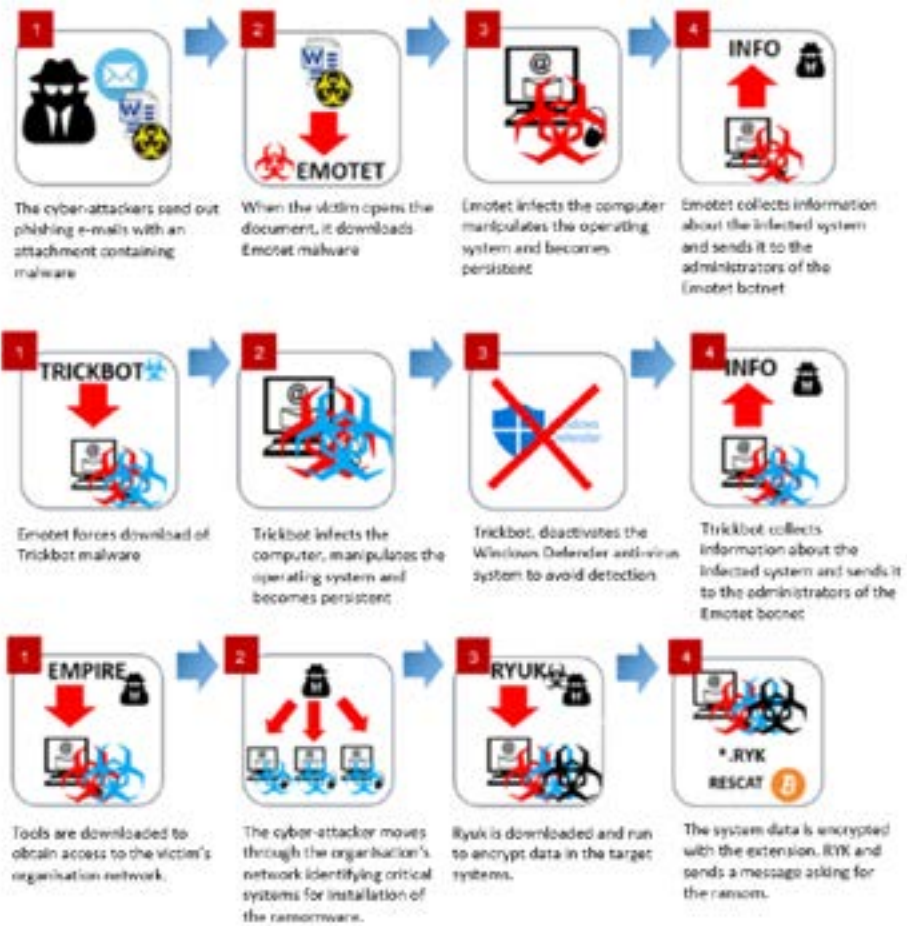 1
2
3
4
W
W
EMOTET
@
INFO
The cyber-attackers send out
phishing e-mails with an
attachment containing
malware
When the victim opens the
document, it downloads
Emotet malware
Emotet infects the computer
manipulates the operating
system and becomes
persistent
Emotet collects information
about the infected system
and sends it to the
administrators of the
Emotet botnet
1
2
3
4
TRICKBOT
@
@
INFO
@
Emotet forces download of
Trickbot malware
Trickbot infects the
computer, manipulates the
operating system and
becomes persistent
Trickbot, deactivates the
Windows Defender anti-virus
system to avoid detection
Ttrickbot collects
information about the
infected system and sends it
to the administrators of the
Emotet botnet
1
2
3
4
EMPIRE
@
RYUK
@
*.RYK
RESCAT
Tools are downloaded to
obtain access to the victim's
organisation network.
The cyber-attacker moves
through the organisation's
network identifying critical
systems for installation of
the ransomware.
Ryuk is downloaded and run
to encrypt data in the target
systems.
The system data is encrypted
with the extension. RYK and
sends a message asking for
the ransom.